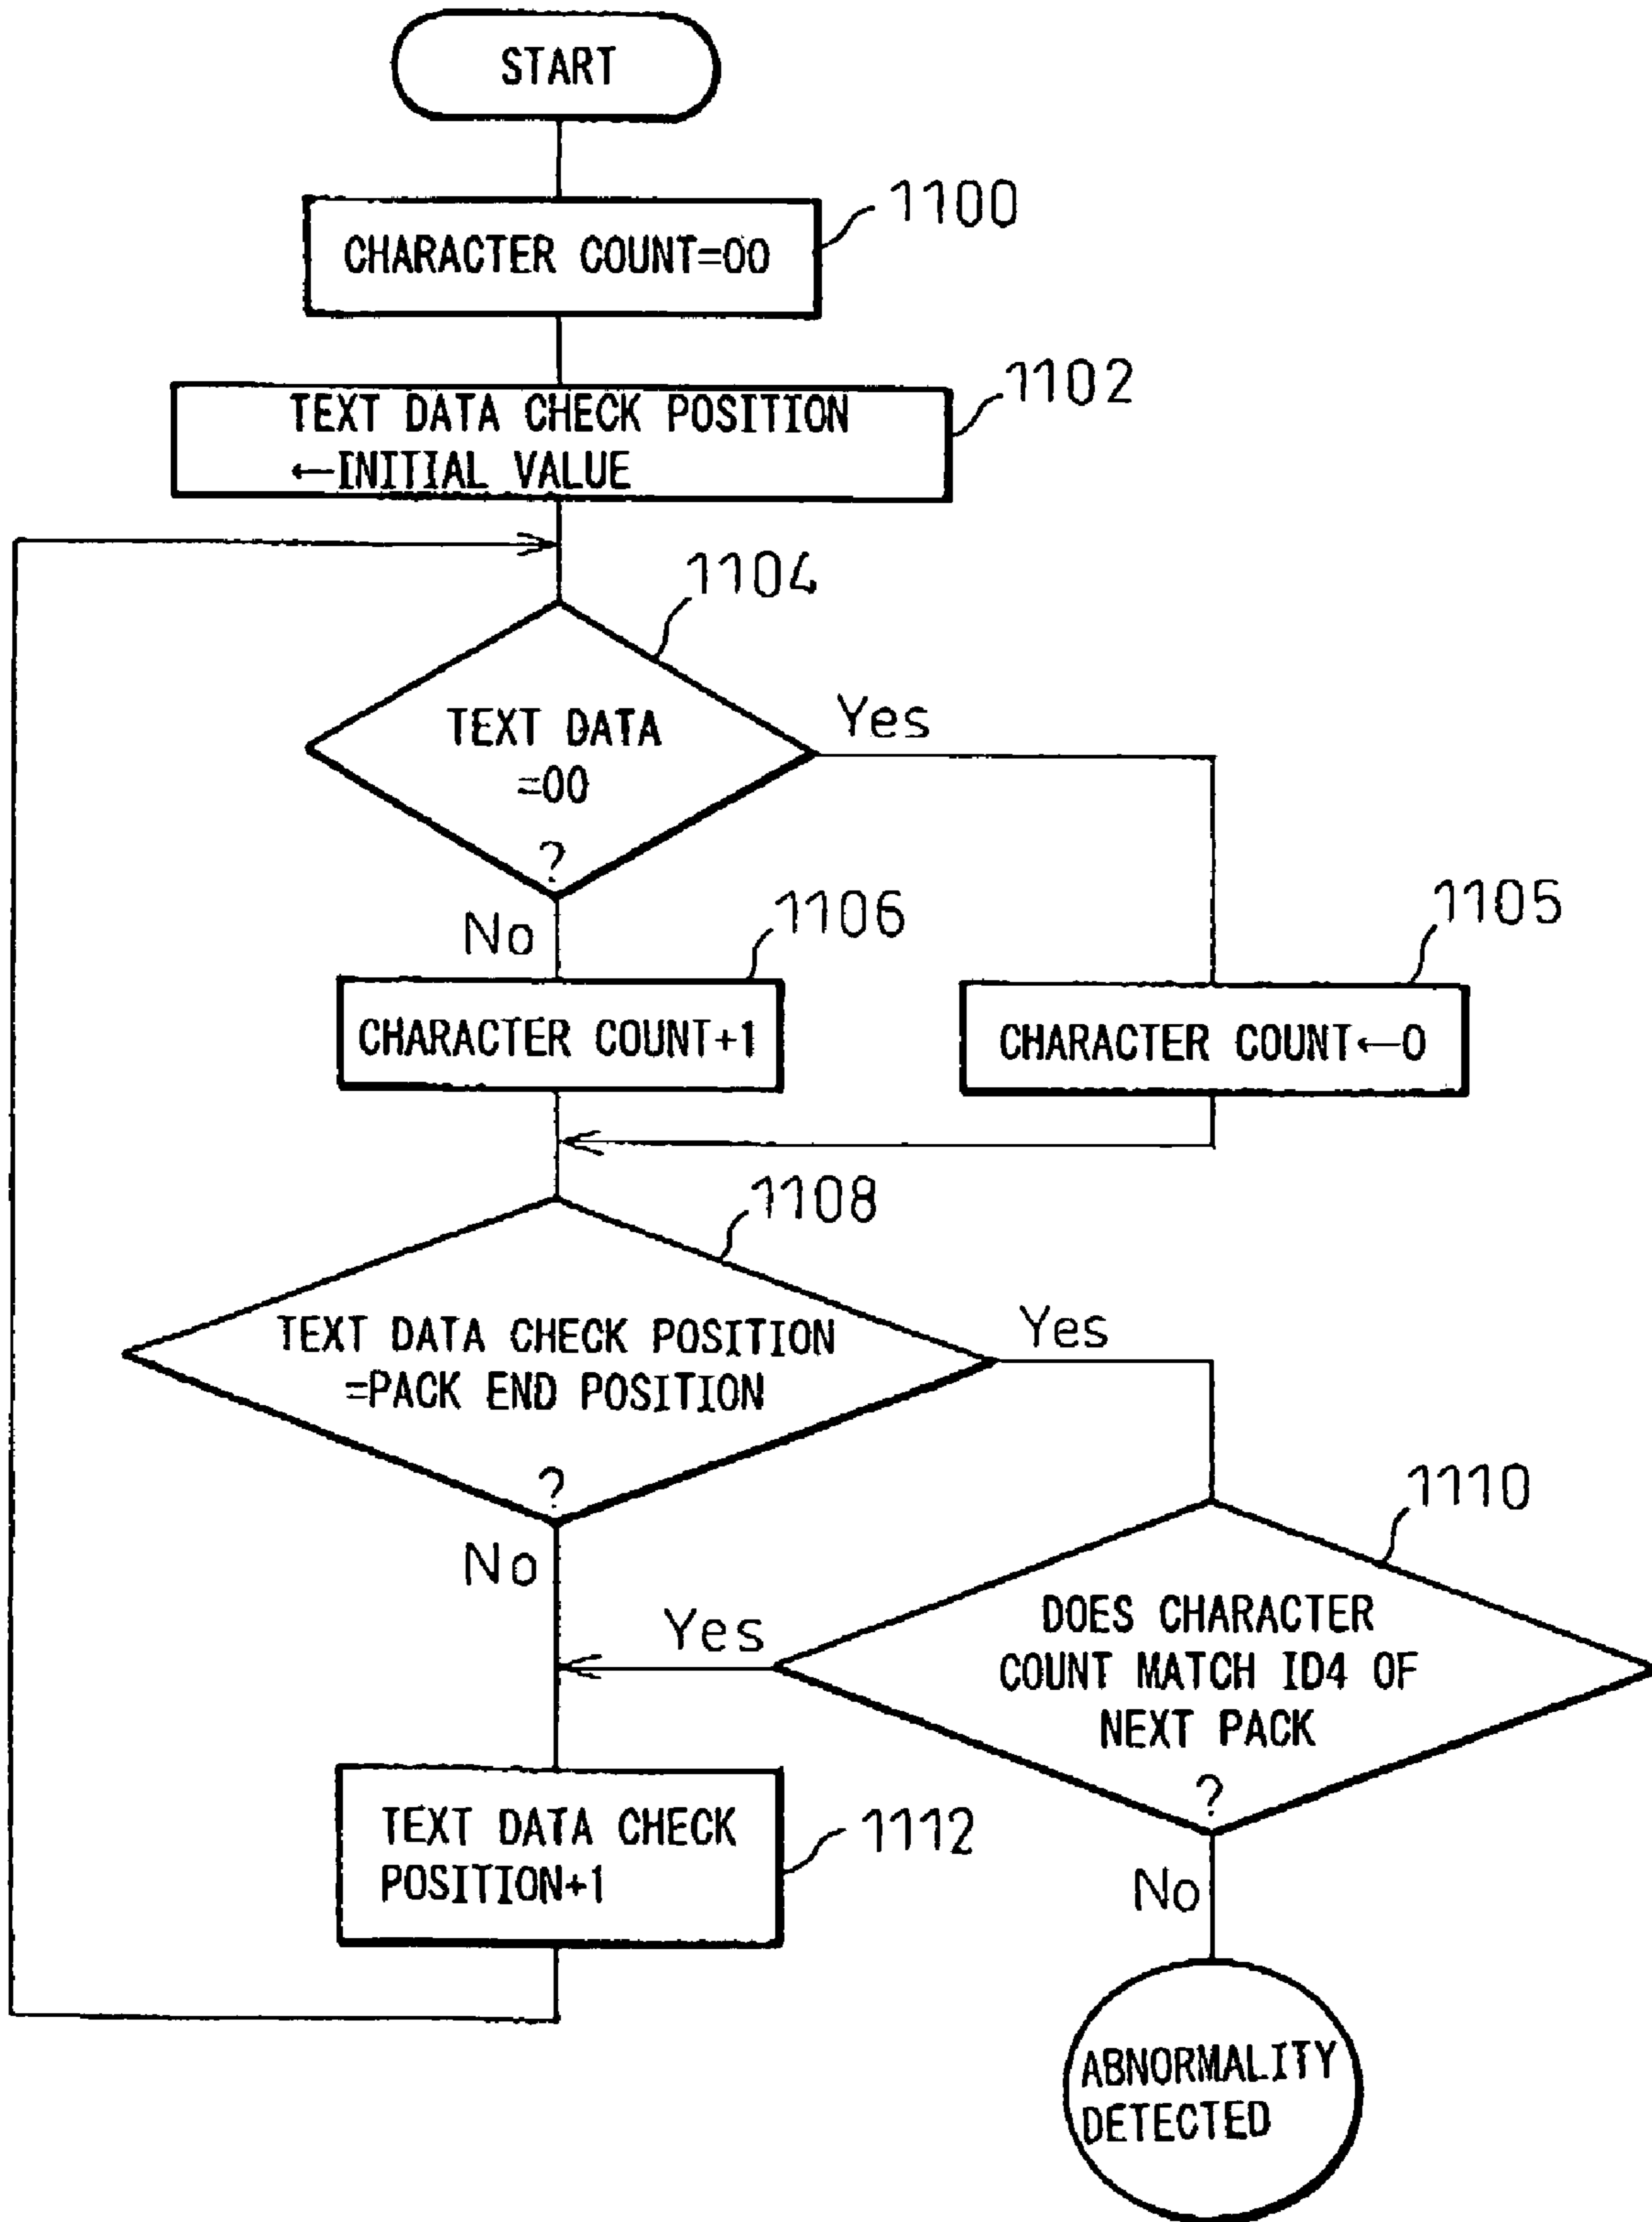 START
1100
CHARACTER COUNT=00
1102
TEXT DATA CHECK POSITION
←INITIAL VALUE
1104
TEXT DATA
=00
?
Yes
No
1106
CHARACTER COUNT+1
1105
CHARACTER COUNT←0
1108
TEXT DATA CHECK POSITION
=PACK END POSITION
?
Yes
No
1110
DOES CHARACTER
COUNT MATCH ID4 OF
NEXT PACK
?
Yes
No
TEXT DATA CHECK
POSITION+1
1112
ABNORMALITY
DETECTED